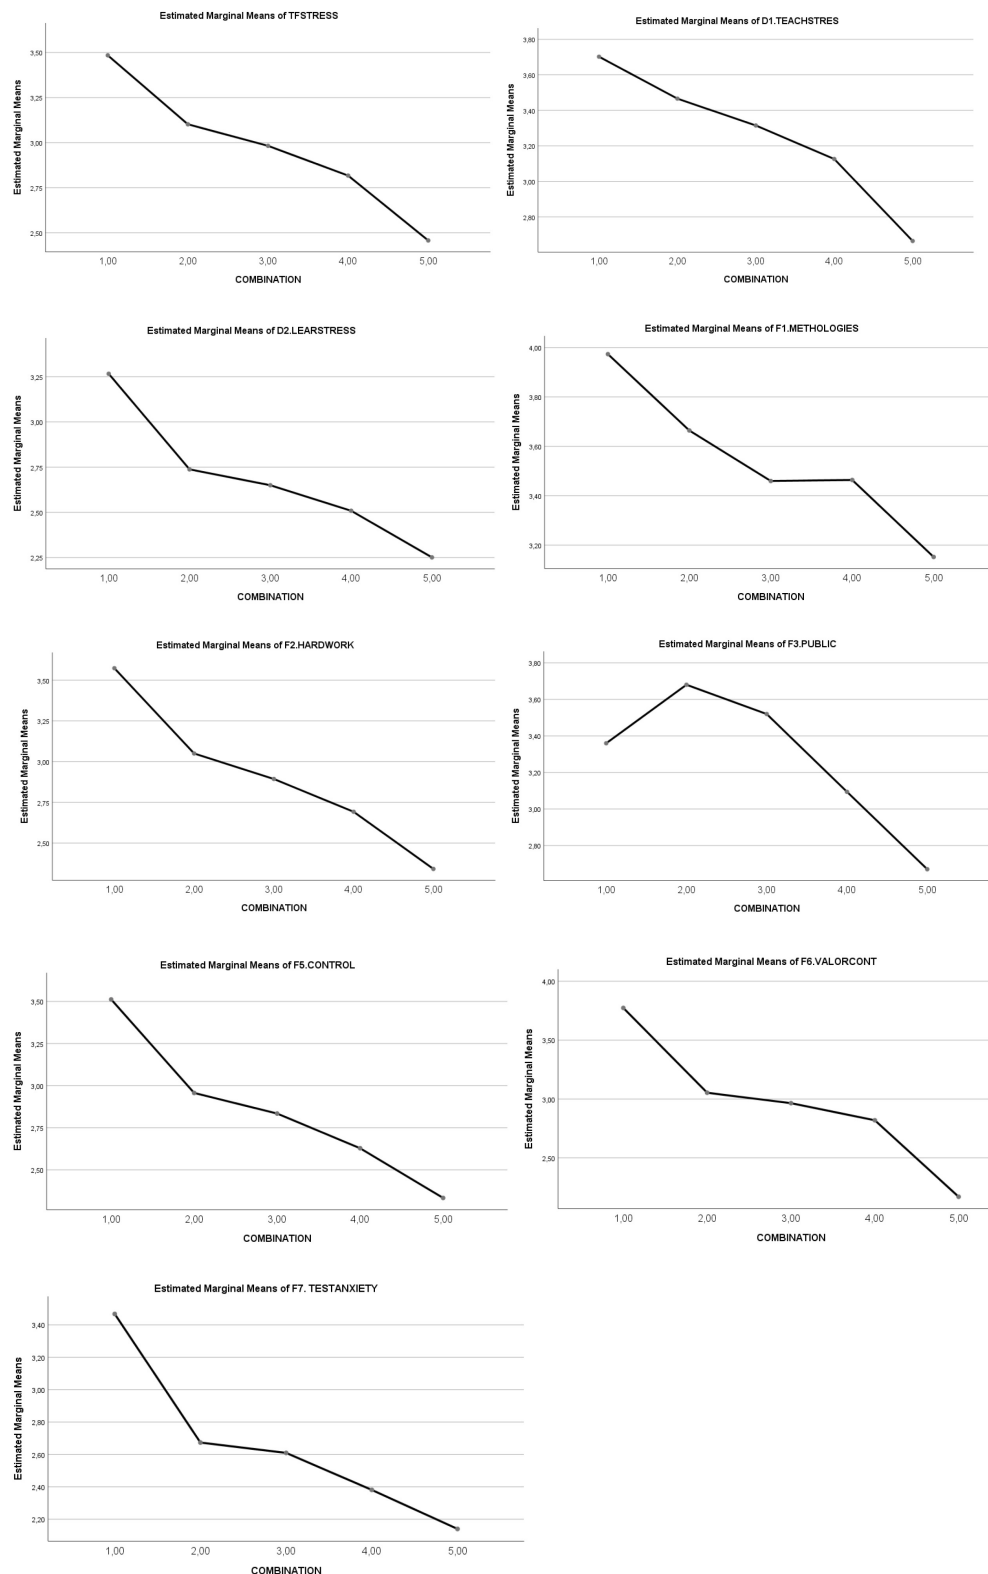 Estimated Marginal Means of TFSTRESS
Estimated Marginal Means
3,50
3,25
3,00
2,75
2,50
1,00 2,00 3,00 4,00 5,00
COMBINATION
Estimated Marginal Means of D1.TEACHSTRES
Estimated Marginal Means
3,80
3,60
3,40
3,20
3,00
2,80
1,00 2,00 3,00 4,00 5,00
COMBINATION
Estimated Marginal Means of D2.LEARSTRESS
Estimated Marginal Means
3,25
3,00
2,75
2,50
2,25
1,00 2,00 3,00 4,00 5,00
COMBINATION
Estimated Marginal Means of F1.METHOLOGIES
Estimated Marginal Means
4,00
3,80
3,60
3,40
3,20
1,00 2,00 3,00 4,00 5,00
COMBINATION
Estimated Marginal Means of F2.HARDWORK
Estimated Marginal Means
3,50
3,25
3,00
2,75
2,50
1,00 2,00 3,00 4,00 5,00
COMBINATION
Estimated Marginal Means of F3.PUBLIC
Estimated Marginal Means
3,80
3,60
3,40
3,20
3,00
2,80
1,00 2,00 3,00 4,00 5,00
COMBINATION
Estimated Marginal Means of F5.CONTROL
Estimated Marginal Means
3,50
3,25
3,00
2,75
2,50
1,00 2,00 3,00 4,00 5,00
COMBINATION
Estimated Marginal Means of F6.VALORCONT
Estimated Marginal Means
4,00
3,50
3,00
2,50
1,00 2,00 3,00 4,00 5,00
COMBINATION
Estimated Marginal Means of F7. TESTANXIETY
Estimated Marginal Means
3,40
3,20
3,00
2,80
2,60
2,40
2,20
1,00 2,00 3,00 4,00 5,00
COMBINATION